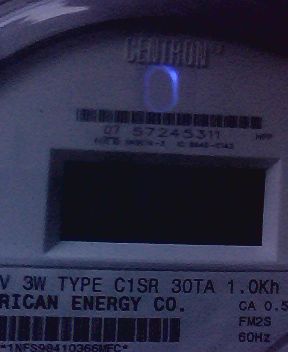 CENTRON
07 57245311
V 3W TYPE C1SR 30TA 1.0Kh
RICAN ENERGY CO.
CA 0.5
FM2S
60Hz